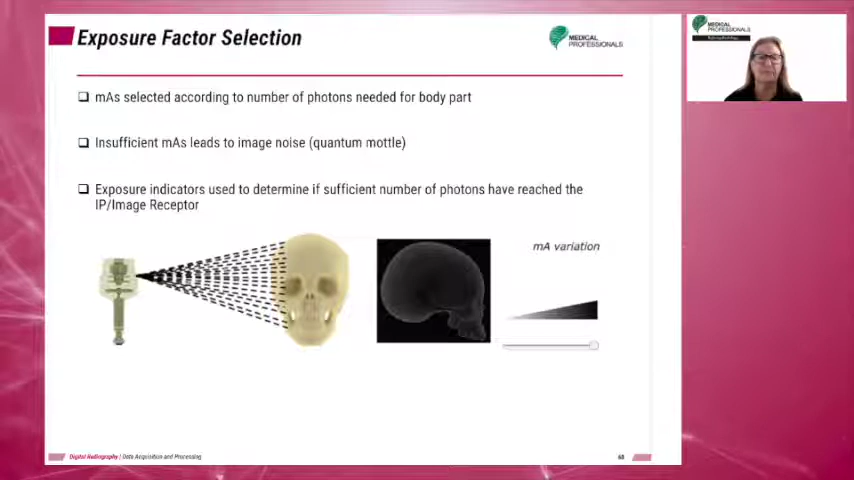 Exposure Factor Selection
MEDICAL
PROFESSIONALS
mAs selected according to number of photons needed for body part
Insufficient mAs leads to image noise (quantum mottle)
Exposure indicators used to determine if sufficient number of photons have reached the
IP/Image Receptor
mA variation
Digital Radiography | Data Acquisition and Processing
60
MEDICAL
PROFESSIONALS